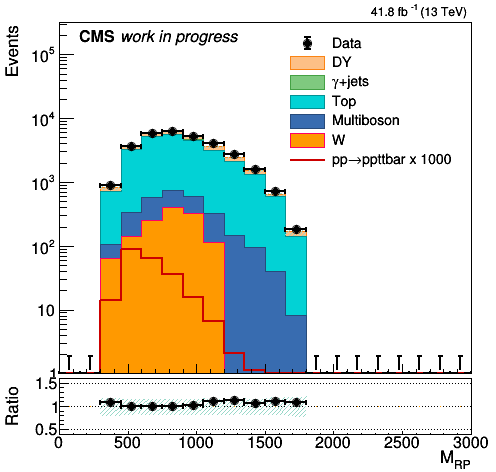 41.8 fb⁻¹ (13 TeV)
CMS work in progress
Events
Data
DY
γ+jets
Top
Multiboson
W
pp→ppttbar x 1000
10⁵
10⁴
10³
10²
10
1
Ratio
1.5
1
0.5
0 500 1000 1500 2000 2500 3000
M_RP